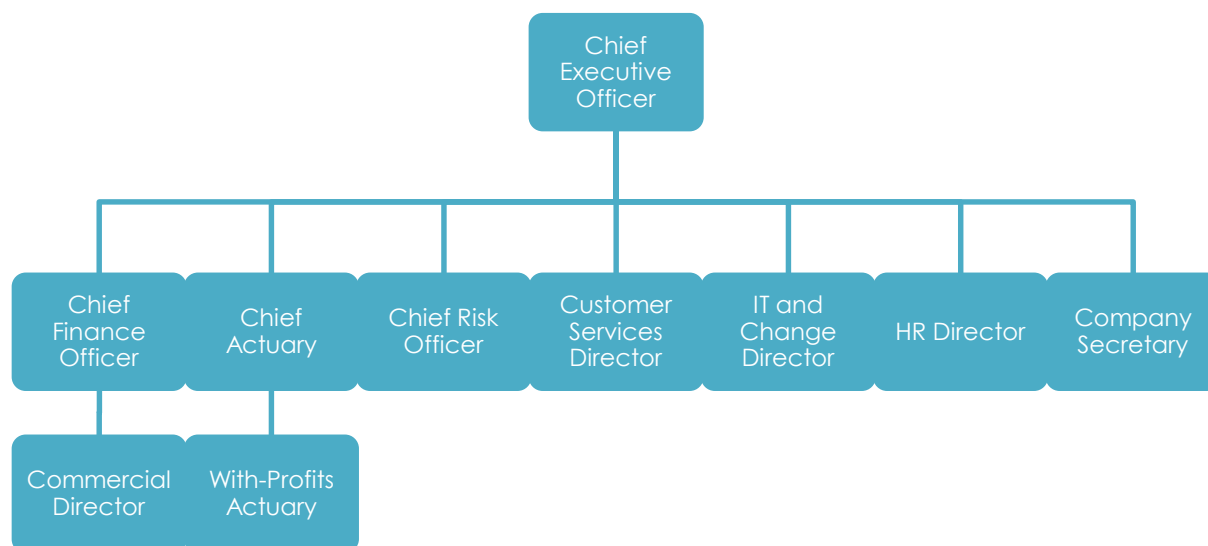 Chief
Executive
Officer
Chief
Finance
Officer
Chief
Actuary
Chief Risk
Officer
Customer
Services
Director
IT and
Change
Director
HR Director
Company
Secretary
Commercial
Director
With-Profits
Actuary